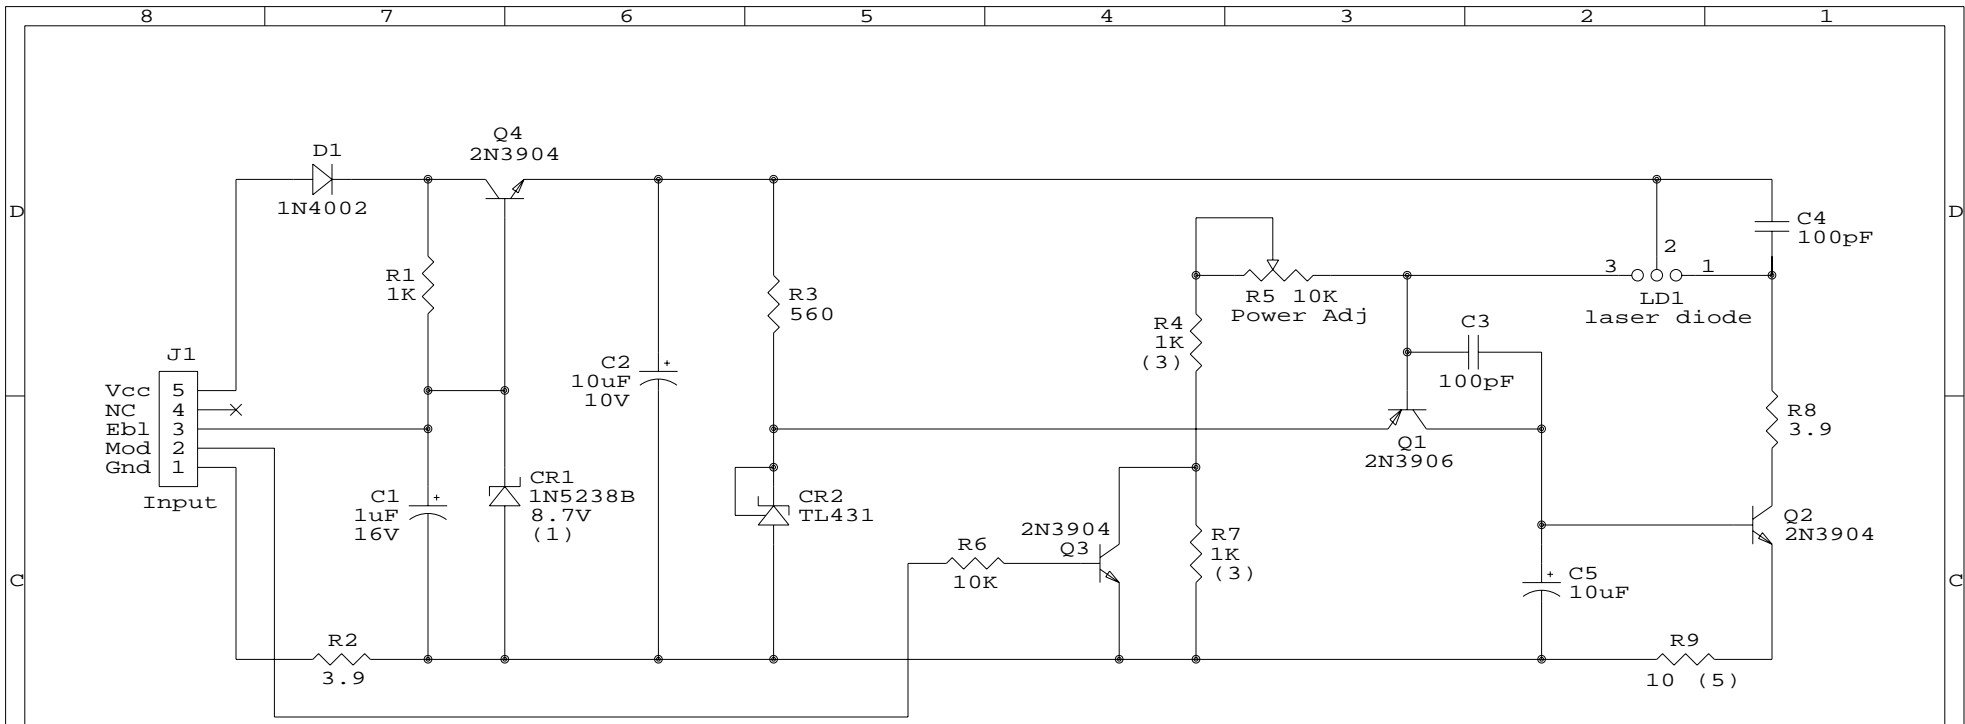 8 7 6 5 4 3 2 1
D
D
C
C
Q4
2N3904
D1
1N4002
R1
1K
J1
Vcc 5
NC 4
Ebl 3
Mod 2
Gnd 1
Input
C1
1uF
16V
+
CR1
1N5238B
8.7V
(1)
R2
3.9
C2
10uF
10V
+
R3
560
CR2
TL431
R6
10K
2N3904
Q3
R4
1K
(3)
R5 10K
Power Adj
R7
1K
(3)
C3
100pF
Q1
2N3906
3
2
1
LD1
laser diode
C4
100pF
R8
3.9
Q2
2N3904
+
C5
10uF
R9
10 (5)